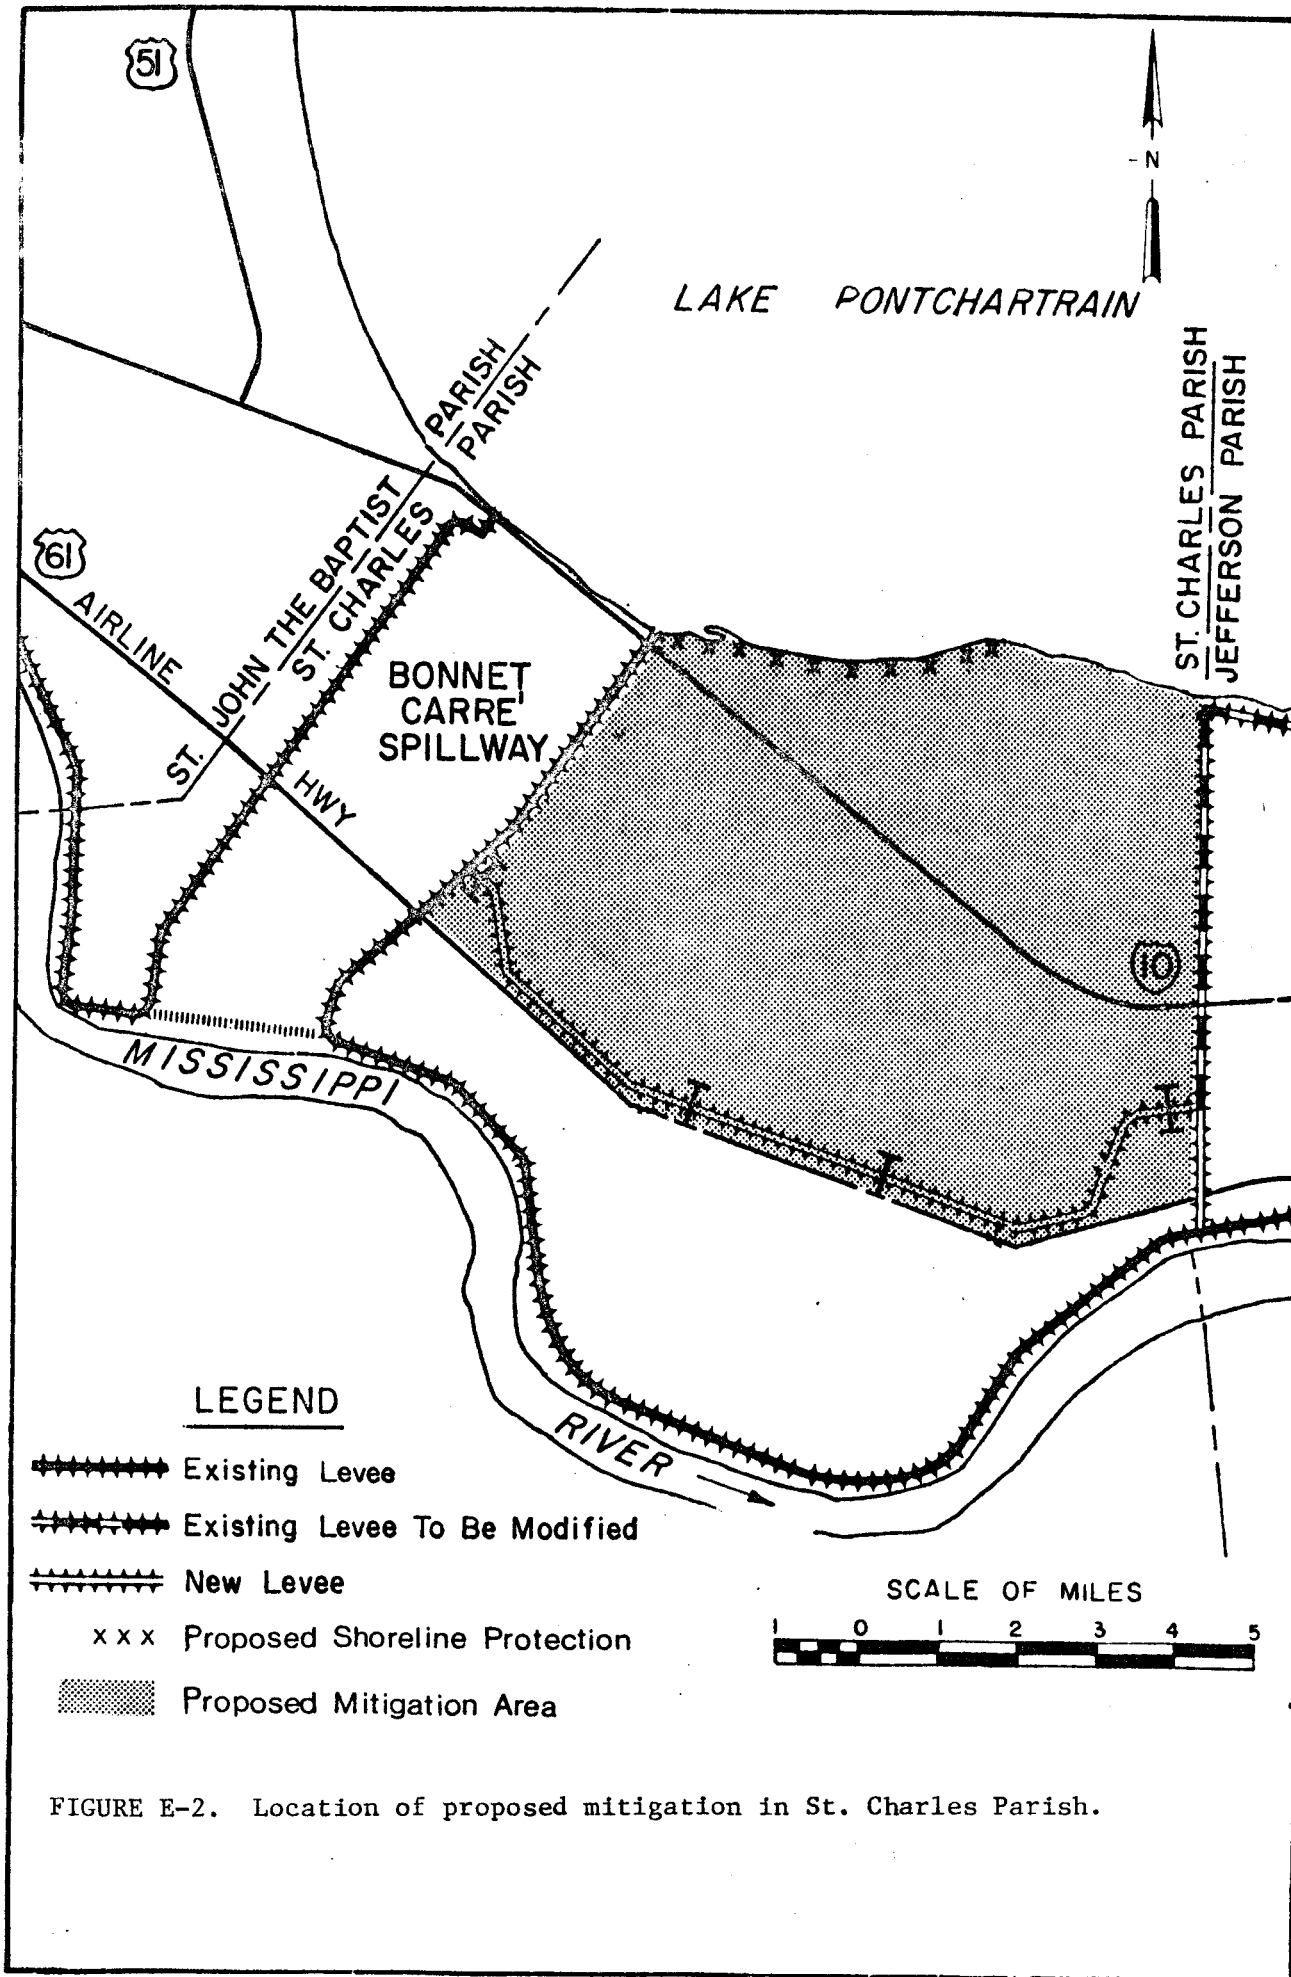 51
N
LAKE PONTCHARTRAIN
ST. JOHN THE BAPTIST PARISH
ST. CHARLES PARISH
ST. CHARLES PARISH
JEFFERSON PARISH
61
AIRLINE HWY
BONNET
CARRE'
SPILLWAY
10
MISSISSIPPI RIVER
LEGEND
Existing Levee
Existing Levee To Be Modified
New Levee
x x x Proposed Shoreline Protection
Proposed Mitigation Area
SCALE OF MILES
1 0 1 2 3 4 5
FIGURE E-2. Location of proposed mitigation in St. Charles Parish.